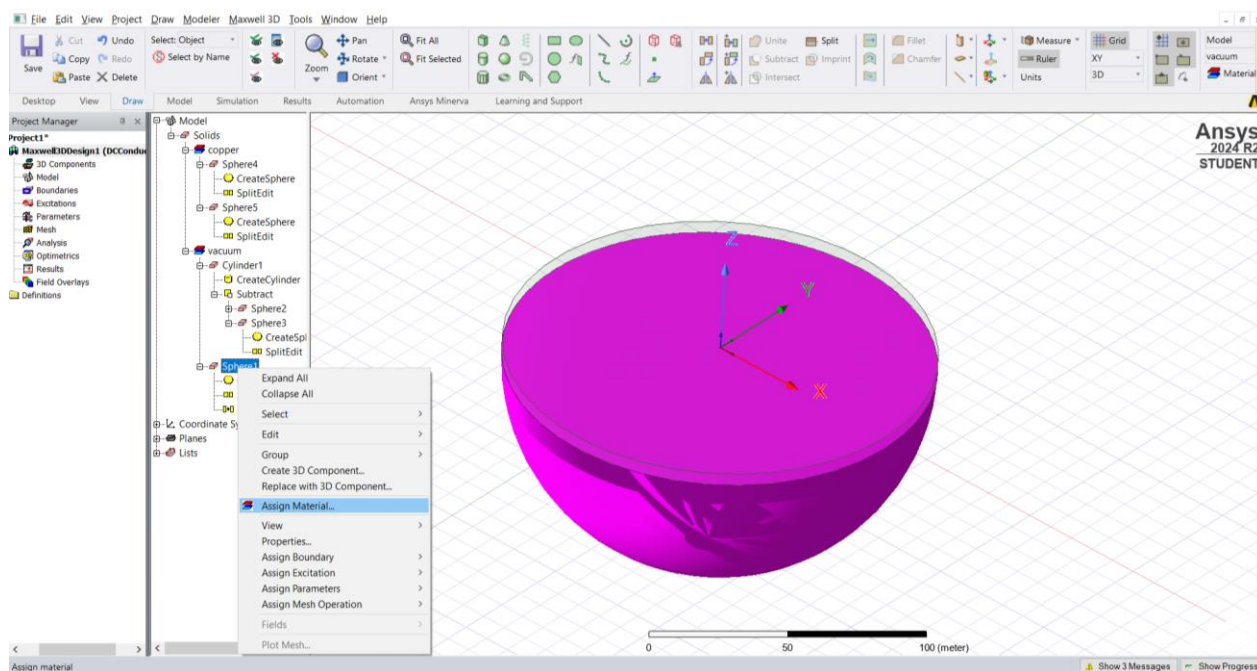 File Edit View Project Draw Modeler Maxwell 3D Tools Window Help
Save
Cut
Copy
Paste
Undo
Redo
Delete
Select: Object
Select by Name
Zoom
Pan
Rotate
Orient
Fit All
Fit Selected
Unite
Subtract
Intersect
Split
Imprint
Fillet
Chamfer
Measure
Ruler
Units
Grid
XY
3D
Model
vacuum
Material
Desktop View Draw Model Simulation Results Automation Ansys Minerva Learning and Support
Project Manager
Project1*
Maxwell3DDesign1 (DCCondu
3D Components
Model
Boundaries
Excitations
Parameters
Mesh
Analysis
Optimetrics
Results
Field Overlays
Definitions
Model
Solids
copper
Sphere4
CreateSphere
SplitEdit
Sphere5
CreateSphere
SplitEdit
vacuum
Cylinder1
CreateCylinder
Subtract
Sphere2
Sphere3
CreateSpl
SplitEdit
Sphere1
Coordinate Sy
Planes
Lists
Expand All
Collapse All
Select
Edit
Group
Create 3D Component...
Replace with 3D Component...
Assign Material...
View
Properties...
Assign Boundary
Assign Excitation
Assign Parameters
Assign Mesh Operation
Fields
Plot Mesh...
Ansys
2024 R2
STUDENT
Z
Y
X
0 50 100 (meter)
Assign material
Show 3 Messages
Show Progress